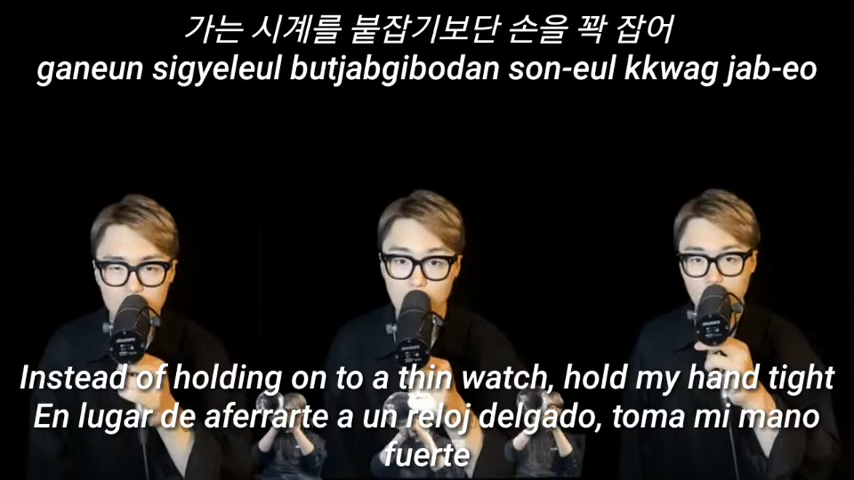 가는 시계를 붙잡기보단 손을 꽉 잡어
ganeun sigyeleul butjabgibodan son-eul kkwag jab-eo
Instead of holding on to a thin watch, hold my hand tight
En lugar de aferrarte a un reloj delgado, toma mi mano
fuerte